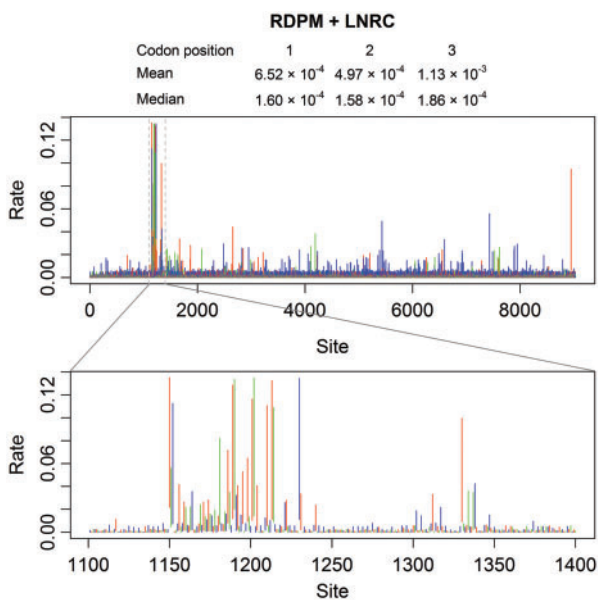 RDPM + LNRC
Codon position 1 2 3
Mean 6.52 × 10⁻⁴ 4.97 × 10⁻⁴ 1.13 × 10⁻³
Median 1.60 × 10⁻⁴ 1.58 × 10⁻⁴ 1.86 × 10⁻⁴
0.12
0.06
0.00
Rate
0 2000 4000 6000 8000
Site
0.12
0.06
0.00
Rate
1100 1150 1200 1250 1300 1350 1400
Site